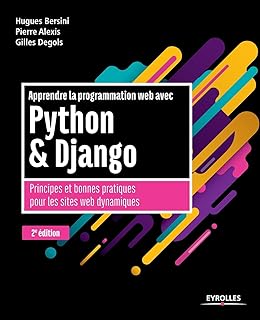 Hugues Bersini
Pierre Alexis
Gilles Degols
Apprendre la programmation web avec
Python
& Django
Principes et bonnes pratiques
pour les sites web dynamiques
2e édition
EYROLLES